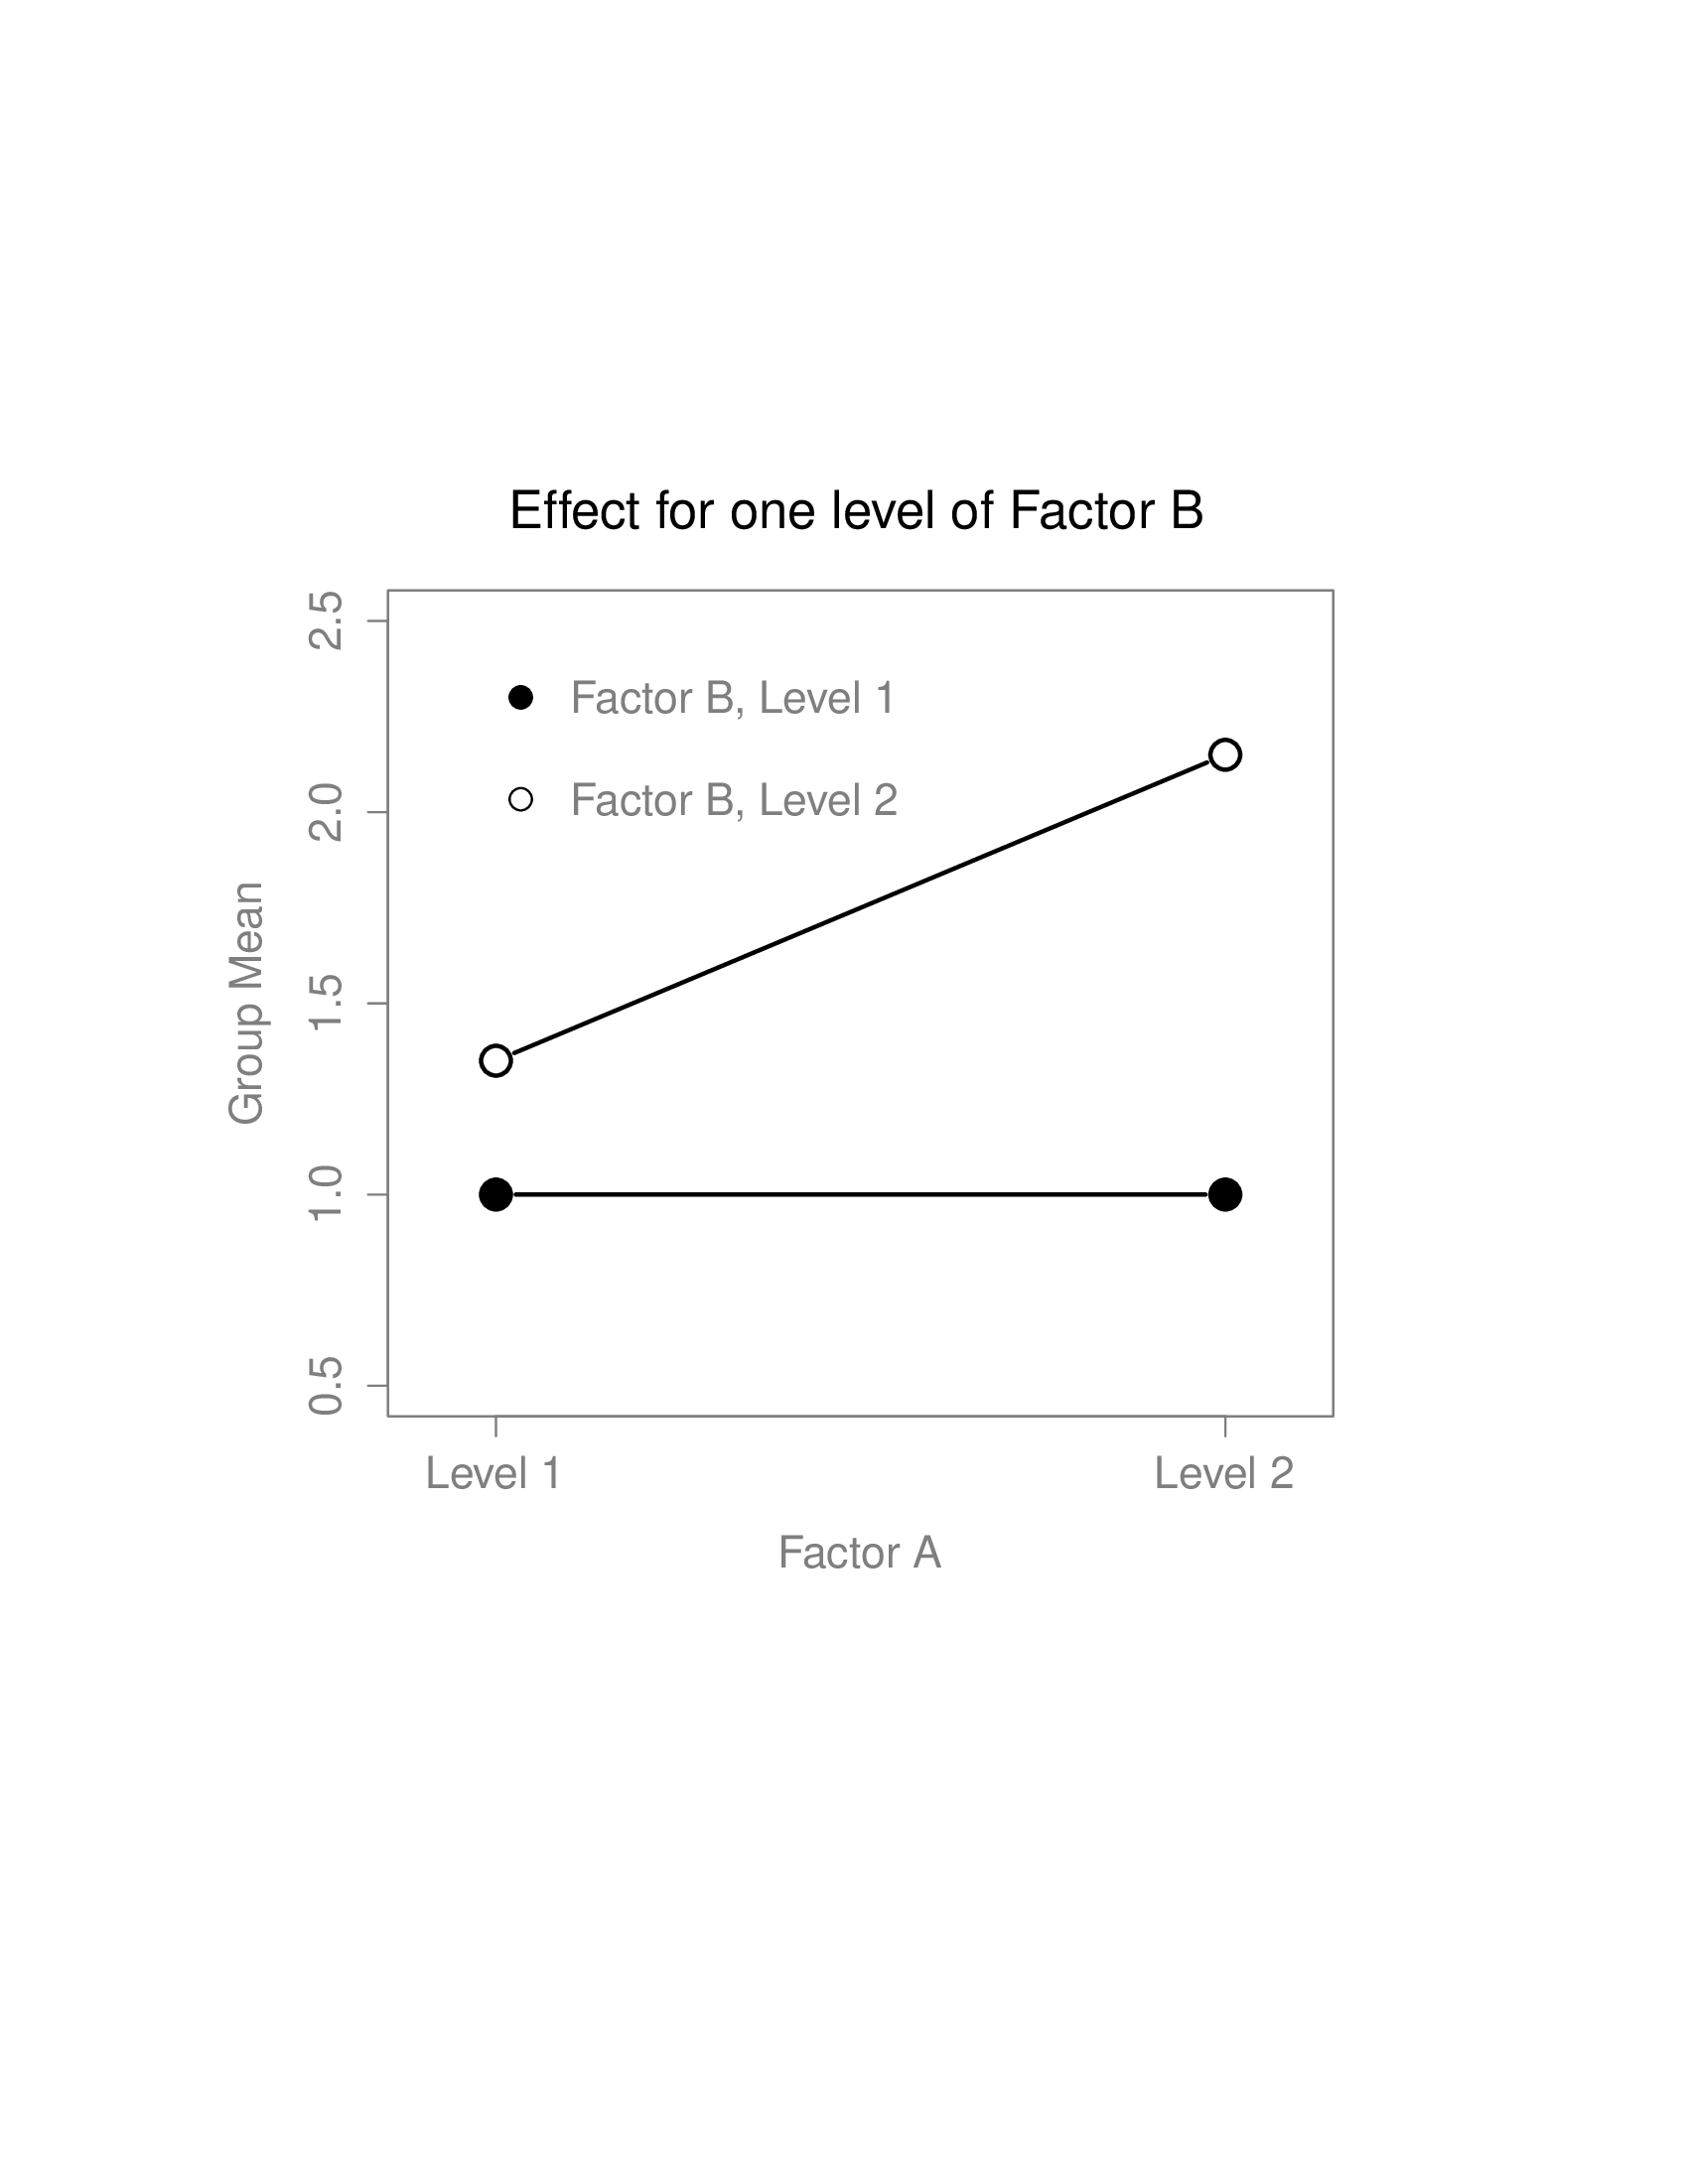 Effect for one level of Factor B
2.5
Factor B, Level 1
Factor B, Level 2
2.0
Group Mean
1.5
1.0
0.5
Level 1
Level 2
Factor A